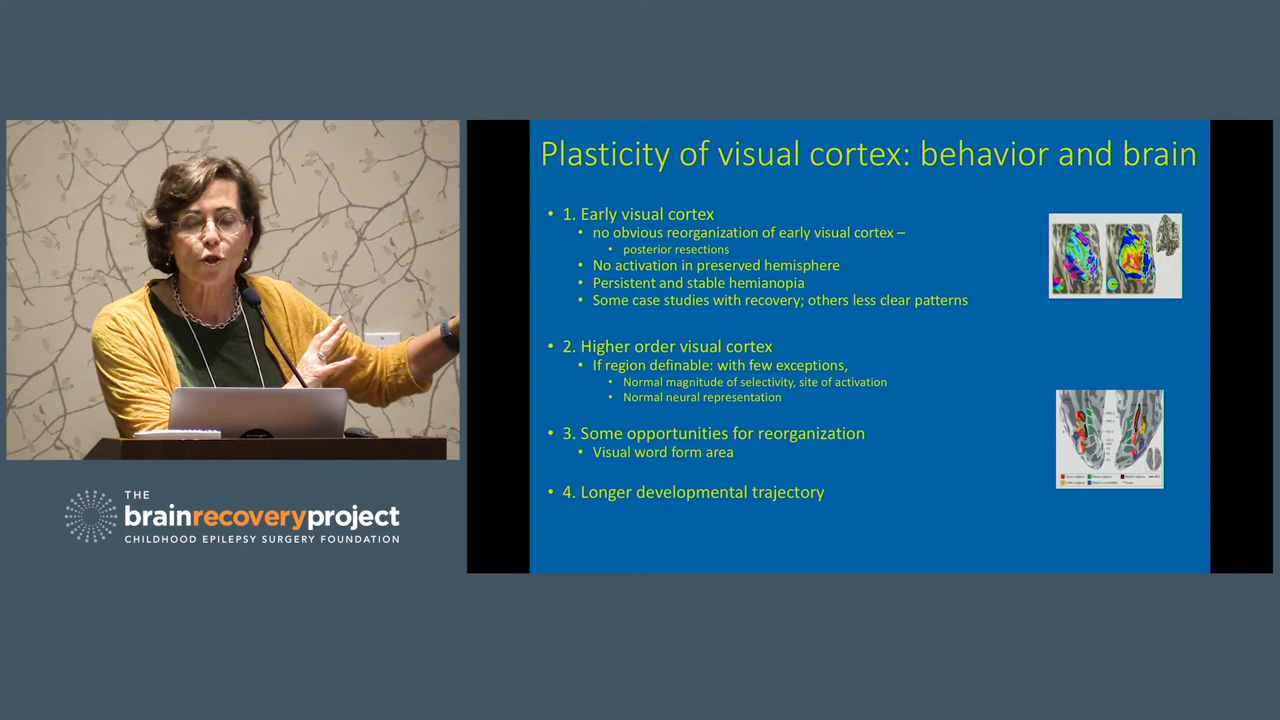 Plasticity of visual cortex: behavior and brain
• 1. Early visual cortex
• no obvious reorganization of early visual cortex –
• posterior resections
• No activation in preserved hemisphere
• Persistent and stable hemianopia
• Some case studies with recovery; others less clear patterns
• 2. Higher order visual cortex
• If region definable: with few exceptions,
• Normal magnitude of selectivity, site of activation
• Normal neural representation
• 3. Some opportunities for reorganization
• Visual word form area
• 4. Longer developmental trajectory
THE
brainrecoveryproject
CHILDHOOD EPILEPSY SURGERY FOUNDATION